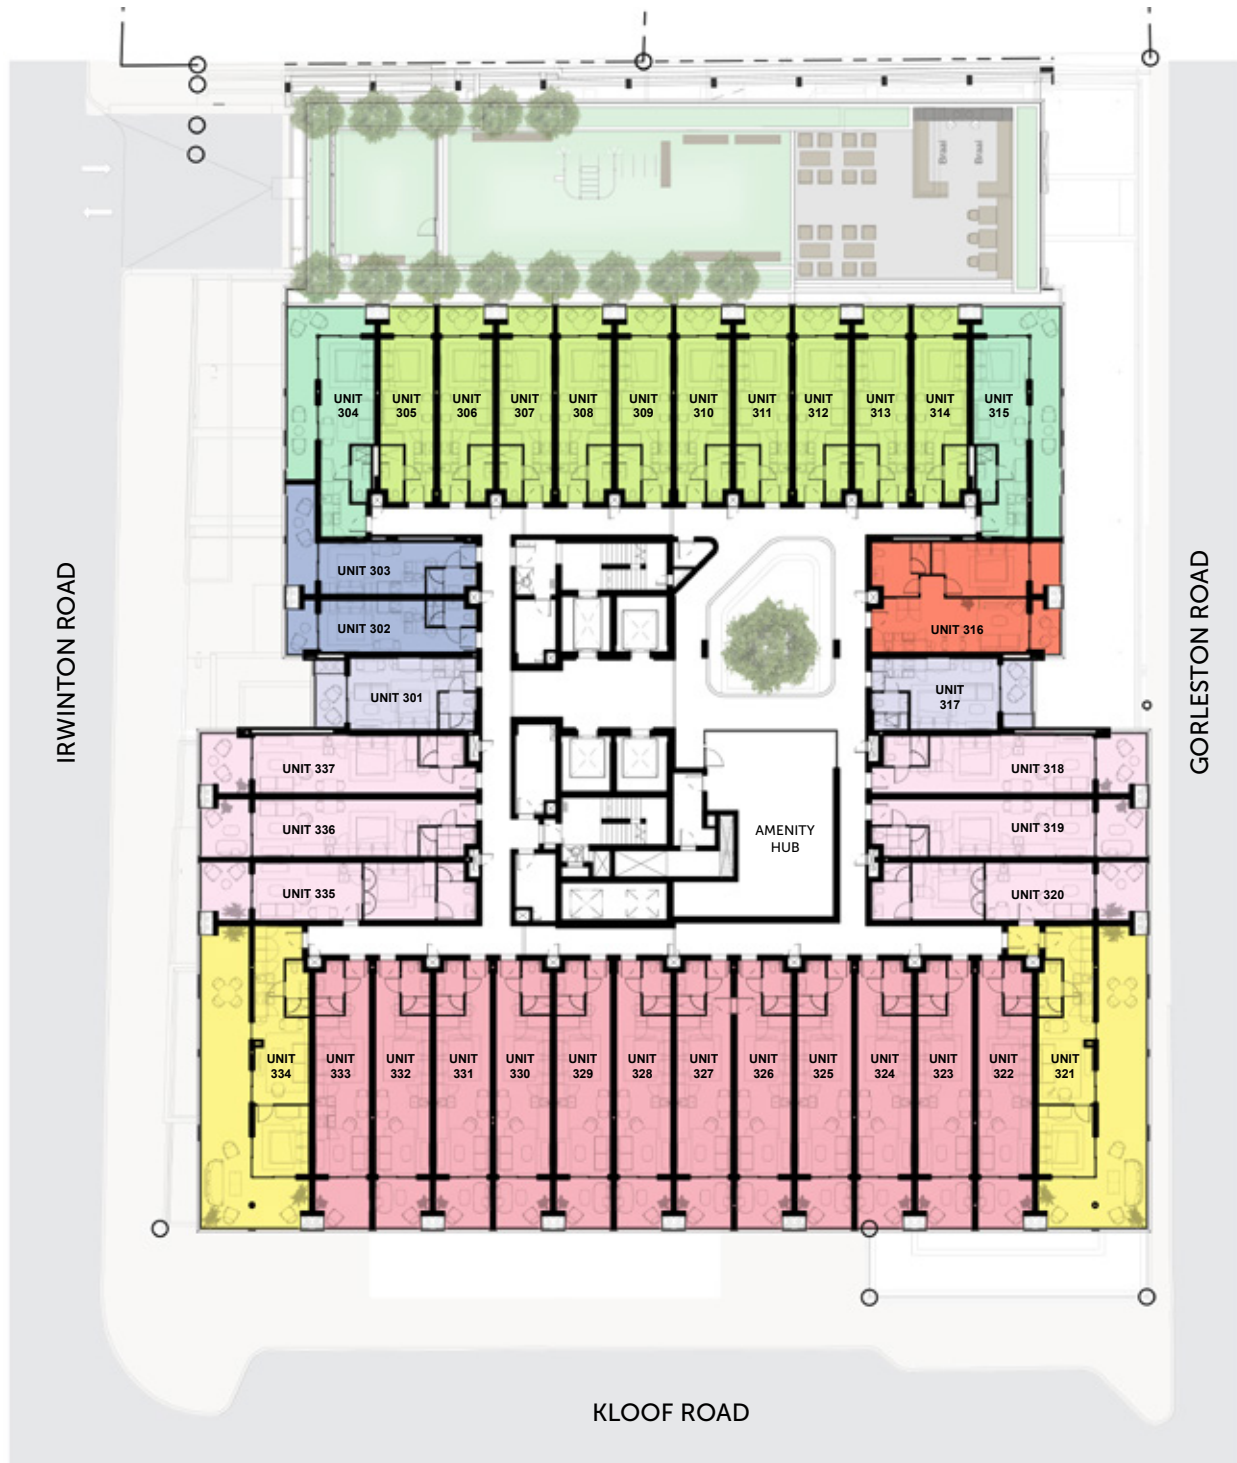 Braai
Braai
UNIT
304
UNIT
305
UNIT
306
UNIT
307
UNIT
308
UNIT
309
UNIT
310
UNIT
311
UNIT
312
UNIT
313
UNIT
314
UNIT
315
UNIT 303
UNIT 302
UNIT 316
UNIT 301
UNIT
317
IRWINTON ROAD
GORLESTON ROAD
UNIT 337
UNIT 318
UNIT 336
UNIT 319
AMENITY
HUB
UNIT 335
UNIT 320
UNIT
334
UNIT
333
UNIT
332
UNIT
331
UNIT
330
UNIT
329
UNIT
328
UNIT
327
UNIT
326
UNIT
325
UNIT
324
UNIT
323
UNIT
322
UNIT
321
KLOOF ROAD